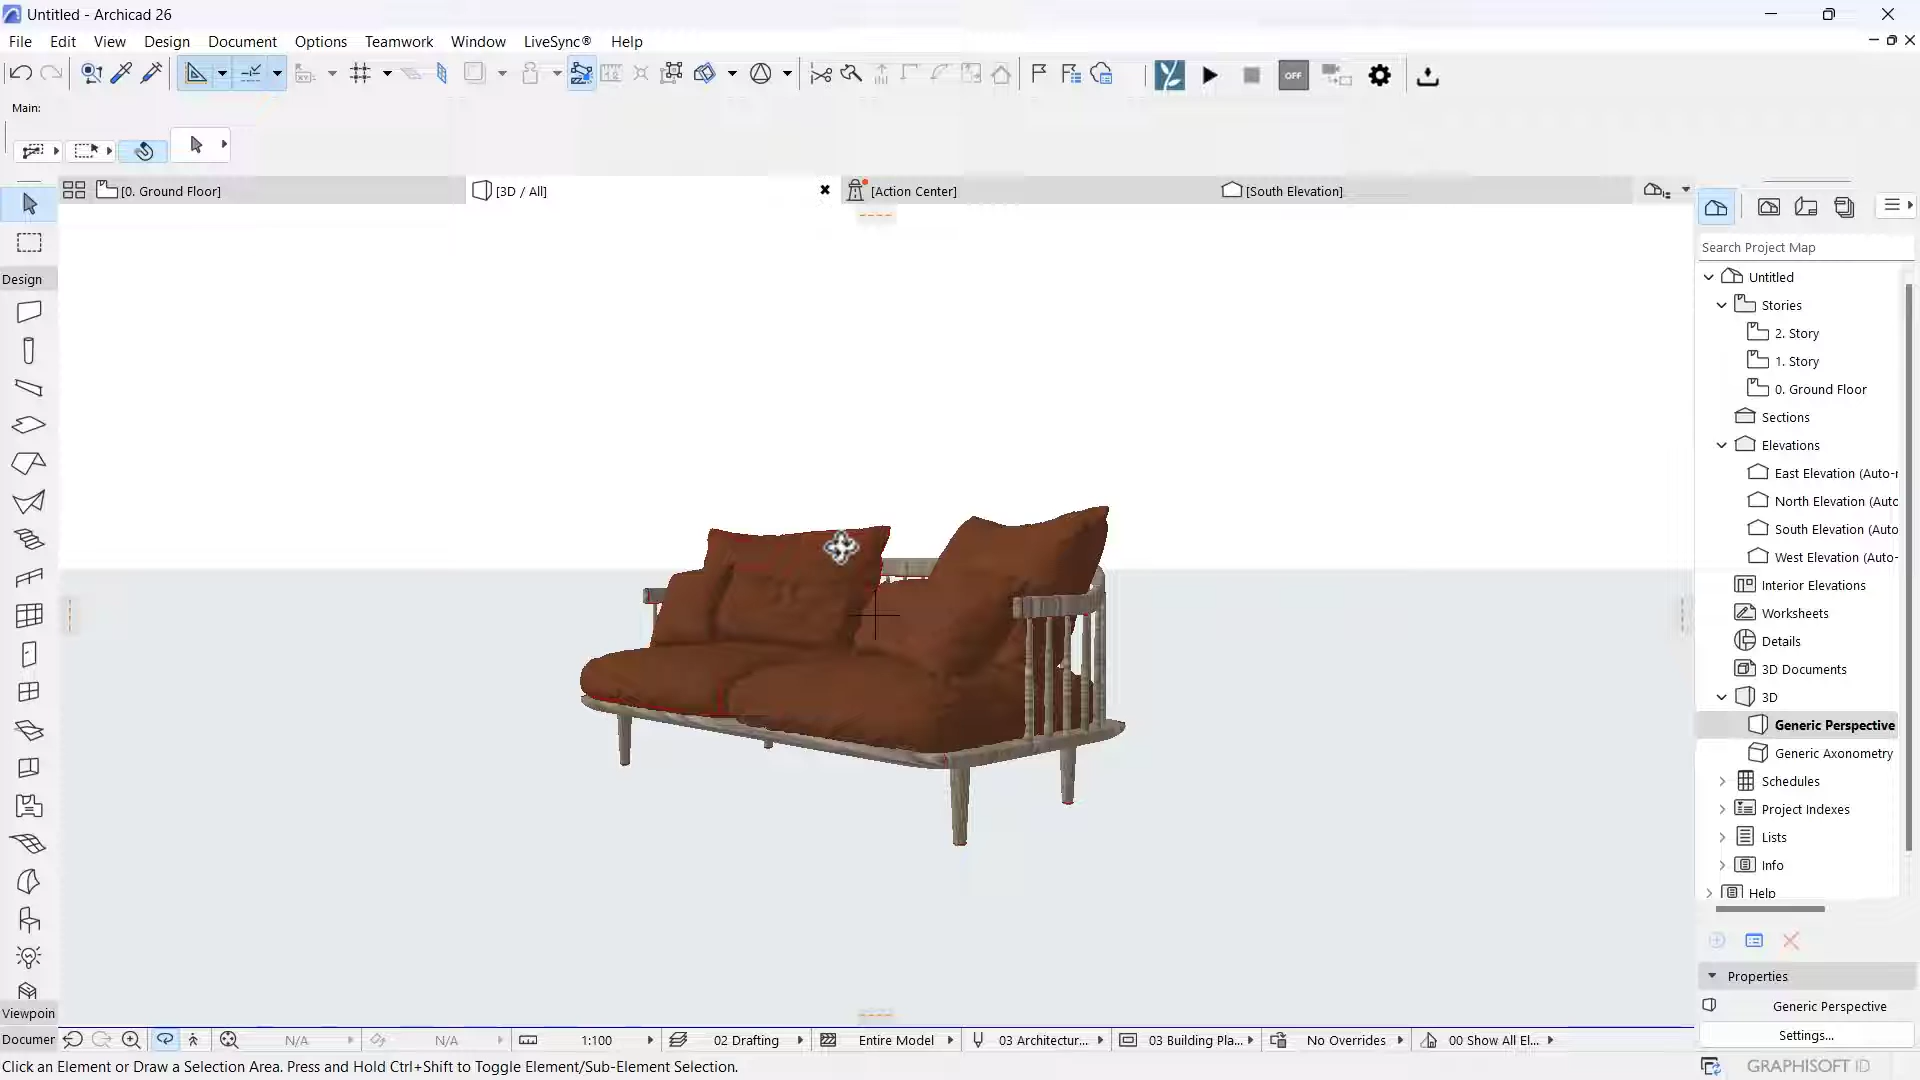 Untitled - Archicad 26
File Edit View Design Document Options Teamwork Window LiveSync® Help
OFF
Main:
[0. Ground Floor] [3D / All] [Action Center] [South Elevation]
Design
Search Project Map
Untitled
Stories
2. Story
1. Story
0. Ground Floor
Sections
Elevations
East Elevation (Auto-r
North Elevation (Auto
South Elevation (Auto
West Elevation (Auto-
Interior Elevations
Worksheets
Details
3D Documents
3D
Generic Perspective
Generic Axonometry
Schedules
Project Indexes
Lists
Info
Help
Properties
Generic Perspective
Settings...
Viewpoin
Documer N/A N/A 1:100 02 Drafting Entire Model 03 Architectur... 03 Building Pla... No Overrides 00 Show All El...
Click an Element or Draw a Selection Area. Press and Hold Ctrl+Shift to Toggle Element/Sub-Element Selection. GRAPHISOFT ID